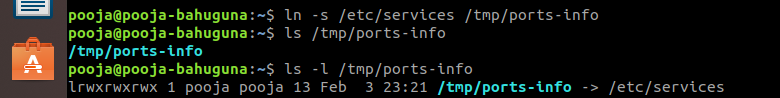 pooja@pooja-bahuguna:~$ ln -s /etc/services /tmp/ports-info
pooja@pooja-bahuguna:~$ ls /tmp/ports-info
/tmp/ports-info
pooja@pooja-bahuguna:~$ ls -l /tmp/ports-info
lrwxrwxrwx 1 pooja pooja 13 Feb  3 23:21 /tmp/ports-info -> /etc/services